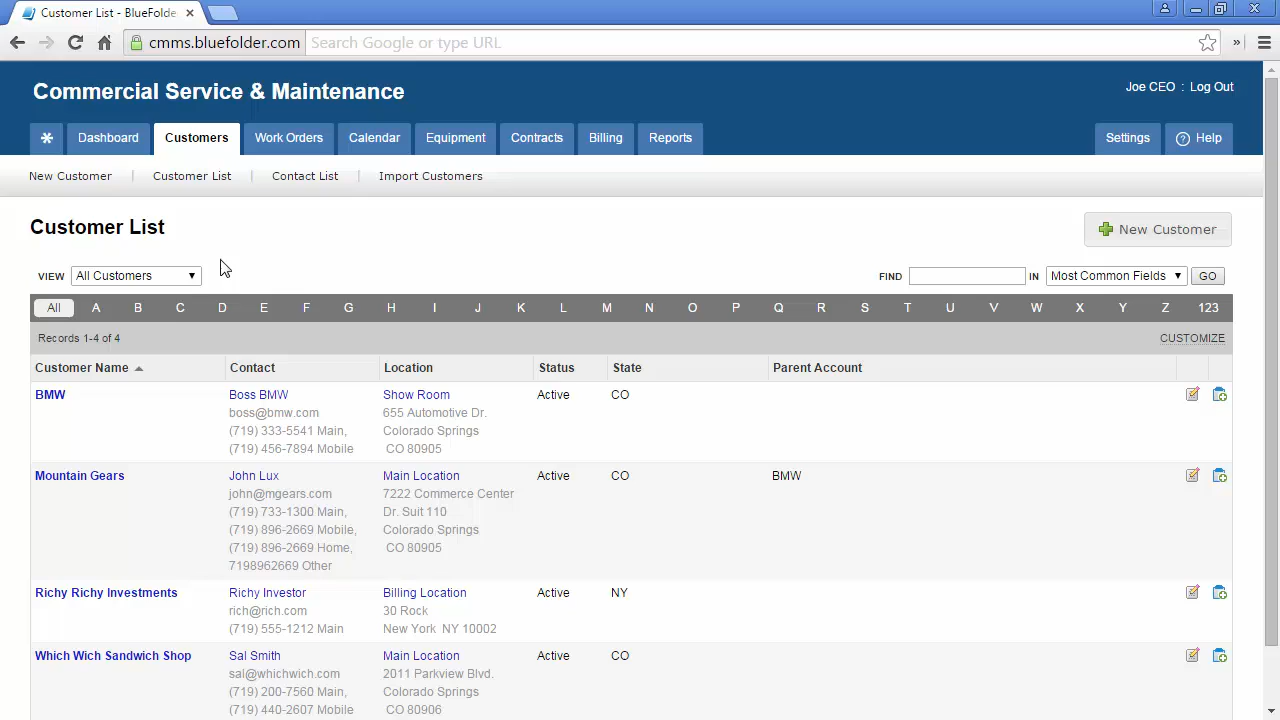 Customer List - BlueFolde
cmms.bluefolder.com Search Google or type URL
Commercial Service & Maintenance
Joe CEO : Log Out
Dashboard Customers Work Orders Calendar Equipment Contracts Billing Reports Settings Help
New Customer Customer List Contact List Import Customers
Customer List
New Customer
VIEW All Customers FIND IN Most Common Fields GO
All A B C D E F G H I J K L M N O P Q R S T U V W X Y Z 123
Records 1-4 of 4 CUSTOMIZE
Customer Name Contact Location Status State Parent Account
BMW Boss BMW Show Room Active CO
boss@bmw.com 655 Automotive Dr.
(719) 333-5541 Main, Colorado Springs
(719) 456-7894 Mobile CO 80905
Mountain Gears John Lux Main Location Active CO BMW
john@mgears.com 7222 Commerce Center
(719) 733-1300 Main, Dr. Suit 110
(719) 896-2669 Mobile, Colorado Springs
(719) 896-2669 Home, CO 80905
7198962669 Other
Richy Richy Investments Richy Investor Billing Location Active NY
rich@rich.com 30 Rock
(719) 555-1212 Main New York NY 10002
Which Wich Sandwich Shop Sal Smith Main Location Active CO
sal@whichwich.com 2011 Parkview Blvd.
(719) 200-7560 Main, Colorado Springs
(719) 440-2607 Mobile CO 80906